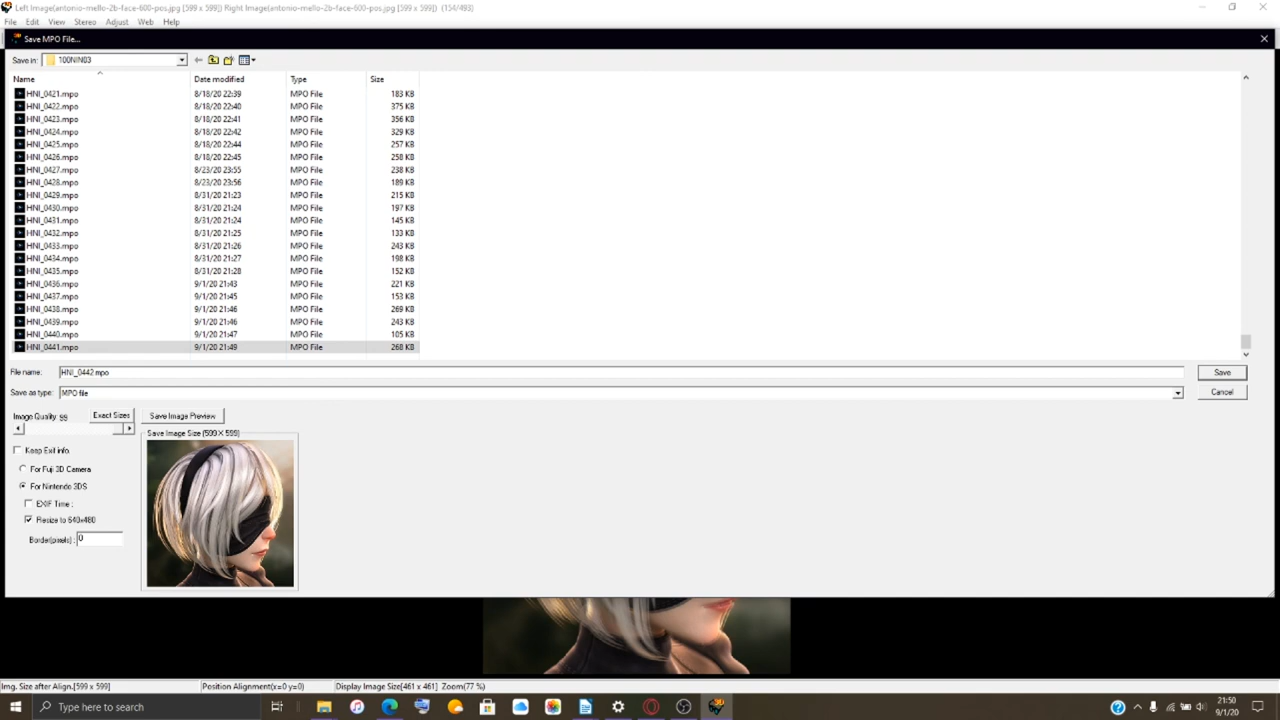 Left Image(antonio-mello-2b-face-600-pos.jpg [599 x 599]) Right Image(antonio-mello-2b-face-600-pos.jpg [599 x 599]) (154/493)
File Edit View Stereo Adjust Web Help
Save MPO File...
Save in: 100NIN03
Name Date modified Type Size
HNI_0421.mpo 8/18/20 22:39 MPO File 183 KB
HNI_0422.mpo 8/18/20 22:40 MPO File 375 KB
HNI_0423.mpo 8/18/20 22:41 MPO File 356 KB
HNI_0424.mpo 8/18/20 22:42 MPO File 329 KB
HNI_0425.mpo 8/18/20 22:44 MPO File 257 KB
HNI_0426.mpo 8/18/20 22:45 MPO File 258 KB
HNI_0427.mpo 8/23/20 23:55 MPO File 238 KB
HNI_0428.mpo 8/23/20 23:56 MPO File 189 KB
HNI_0429.mpo 8/31/20 21:23 MPO File 215 KB
HNI_0430.mpo 8/31/20 21:24 MPO File 197 KB
HNI_0431.mpo 8/31/20 21:24 MPO File 145 KB
HNI_0432.mpo 8/31/20 21:25 MPO File 133 KB
HNI_0433.mpo 8/31/20 21:26 MPO File 243 KB
HNI_0434.mpo 8/31/20 21:27 MPO File 198 KB
HNI_0435.mpo 8/31/20 21:28 MPO File 152 KB
HNI_0436.mpo 9/1/20 21:43 MPO File 221 KB
HNI_0437.mpo 9/1/20 21:45 MPO File 153 KB
HNI_0438.mpo 9/1/20 21:46 MPO File 269 KB
HNI_0439.mpo 9/1/20 21:46 MPO File 243 KB
HNI_0440.mpo 9/1/20 21:47 MPO File 105 KB
HNI_0441.mpo 9/1/20 21:49 MPO File 268 KB
File name: HNI_0442.mpo Save
Save as type: MPO file Cancel
Image Quality: 99 Exact Sizes Save Image Preview
Save Image Size (599×599)
Keep Exif info.
For Fuji 3D Camera
For Nintendo 3DS
EXIF Time :
Resize to 640x480
Border(pixels) : 0
Img. Size after Align.[599 x 599] Position Alignment(x=0 y=0) Display Image Size[461 x 461] Zoom(77 %)
Type here to search
21:50
9/1/20